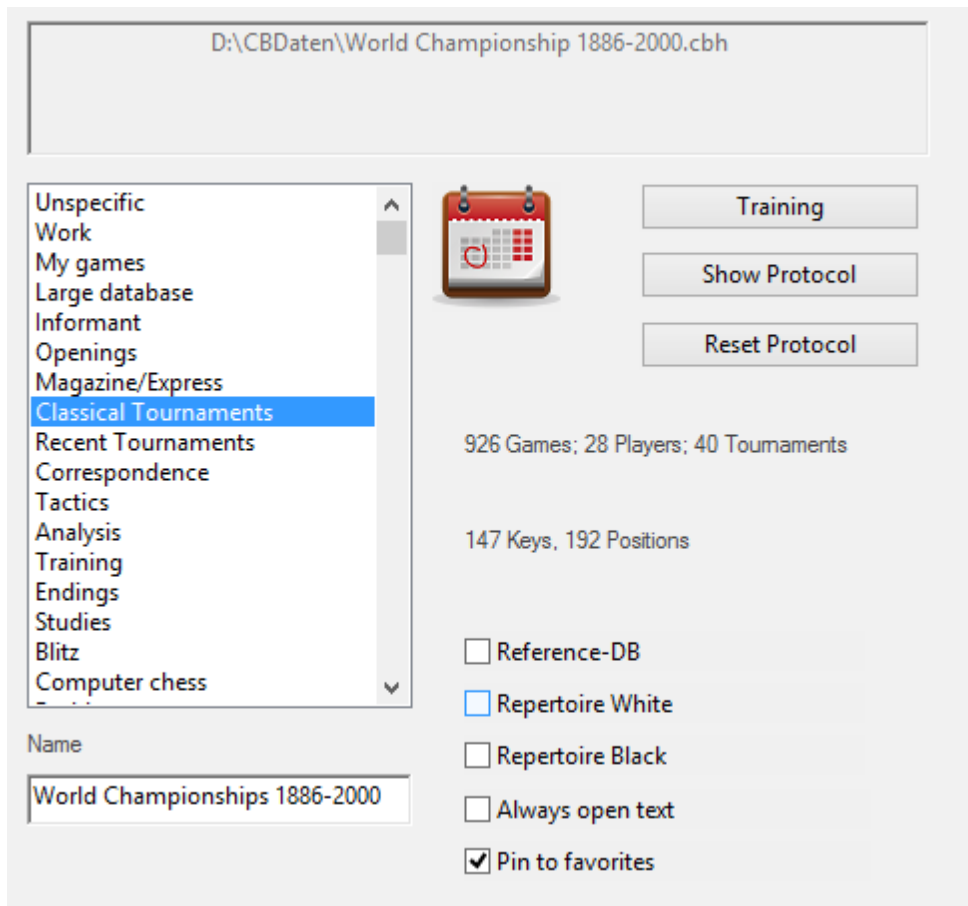 D:\CBDaten\World Championship 1886-2000.cbh
Unspecific
Work
My games
Large database
Informant
Openings
Magazine/Express
Classical Tournaments
Recent Tournaments
Correspondence
Tactics
Analysis
Training
Endings
Studies
Blitz
Computer chess
Name
World Championships 1886-2000
Training
Show Protocol
Reset Protocol
926 Games; 28 Players; 40 Tournaments
147 Keys, 192 Positions
Reference-DB
Repertoire White
Repertoire Black
Always open text
Pin to favorites